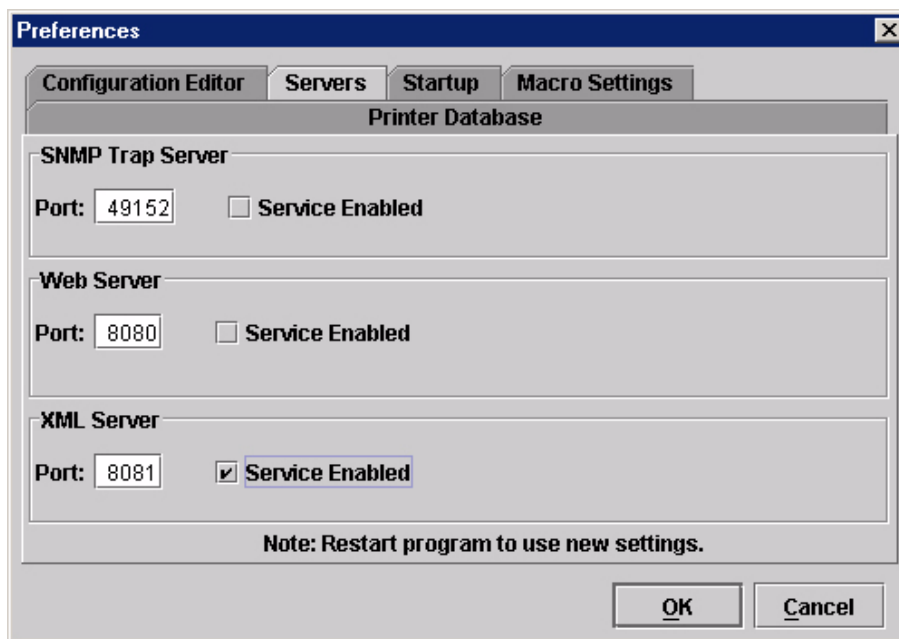 Preferences
Configuration Editor Servers Startup Macro Settings
Printer Database
SNMP Trap Server
Port: 49152 Service Enabled
Web Server
Port: 8080 Service Enabled
XML Server
Port: 8081 Service Enabled
Note: Restart program to use new settings.
OK Cancel